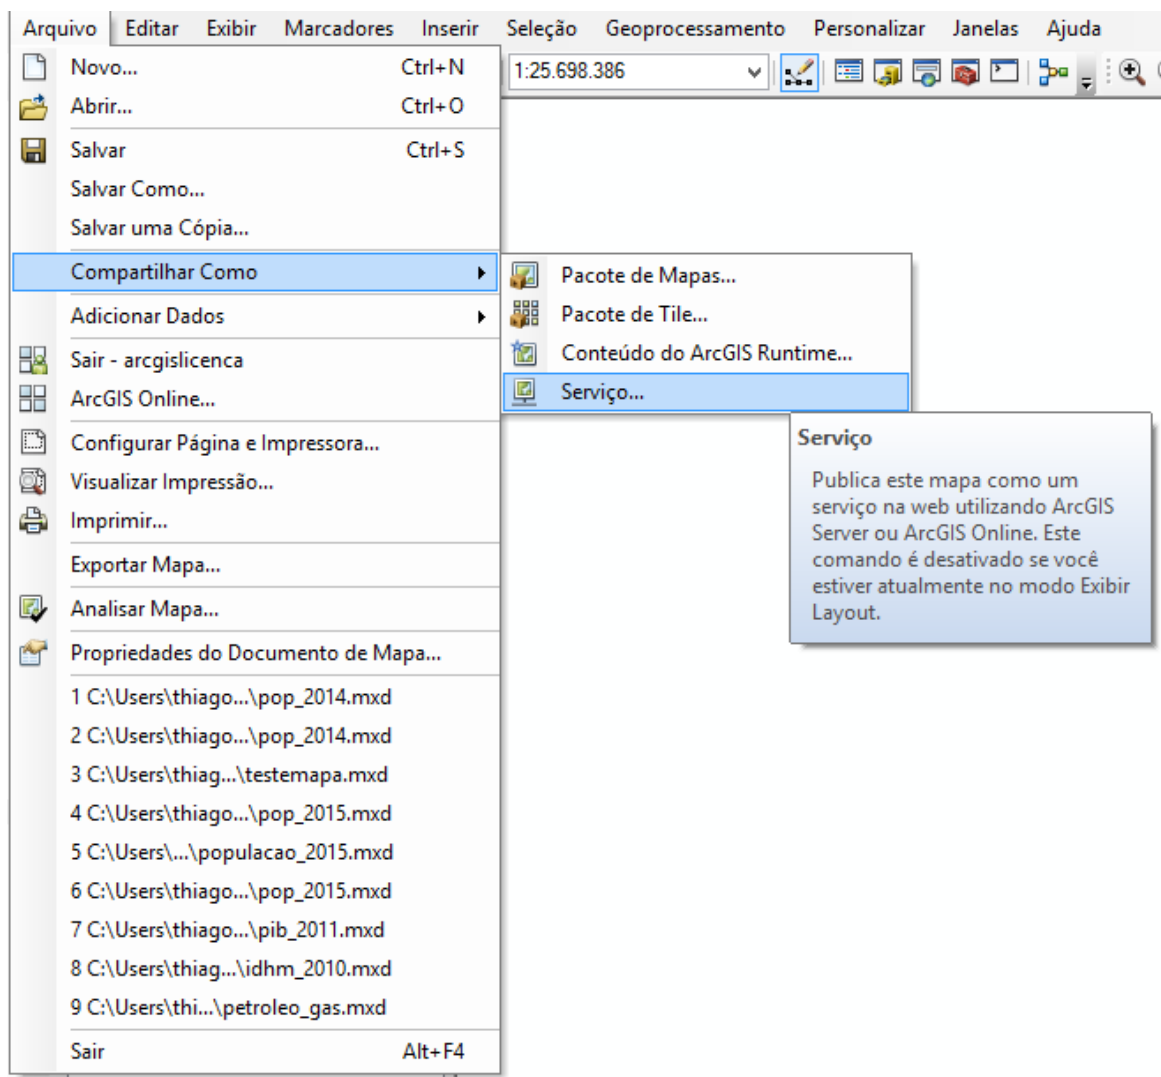 Arquivo Editar Exibir Marcadores Inserir Seleção Geoprocessamento Personalizar Janelas Ajuda
1:25.698.386
Novo... Ctrl+N
Abrir... Ctrl+O
Salvar Ctrl+S
Salvar Como...
Salvar uma Cópia...
Compartilhar Como
Adicionar Dados
Sair - arcgislicenca
ArcGIS Online...
Configurar Página e Impressora...
Visualizar Impressão...
Imprimir...
Exportar Mapa...
Analisar Mapa...
Propriedades do Documento de Mapa...
1 C:\Users\thiago...\pop_2014.mxd
2 C:\Users\thiago...\pop_2014.mxd
3 C:\Users\thiag...\testemapa.mxd
4 C:\Users\thiago...\pop_2015.mxd
5 C:\Users\...\populacao_2015.mxd
6 C:\Users\thiago...\pop_2015.mxd
7 C:\Users\thiago...\pib_2011.mxd
8 C:\Users\thiag...\idhm_2010.mxd
9 C:\Users\thi...\petroleo_gas.mxd
Sair Alt+F4
Pacote de Mapas...
Pacote de Tile...
Conteúdo do ArcGIS Runtime...
Serviço...
Serviço
Publica este mapa como um
serviço na web utilizando ArcGIS
Server ou ArcGIS Online. Este
comando é desativado se você
estiver atualmente no modo Exibir
Layout.